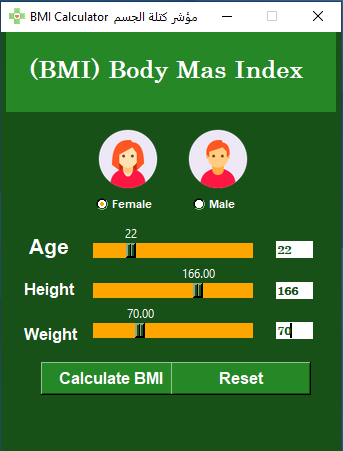 BMI Calculator مؤشر كتلة الجسم
(BMI) Body Mas Index
Female Male
22
Age 22
166.00
Height 166
70.00
Weight 70
Calculate BMI Reset